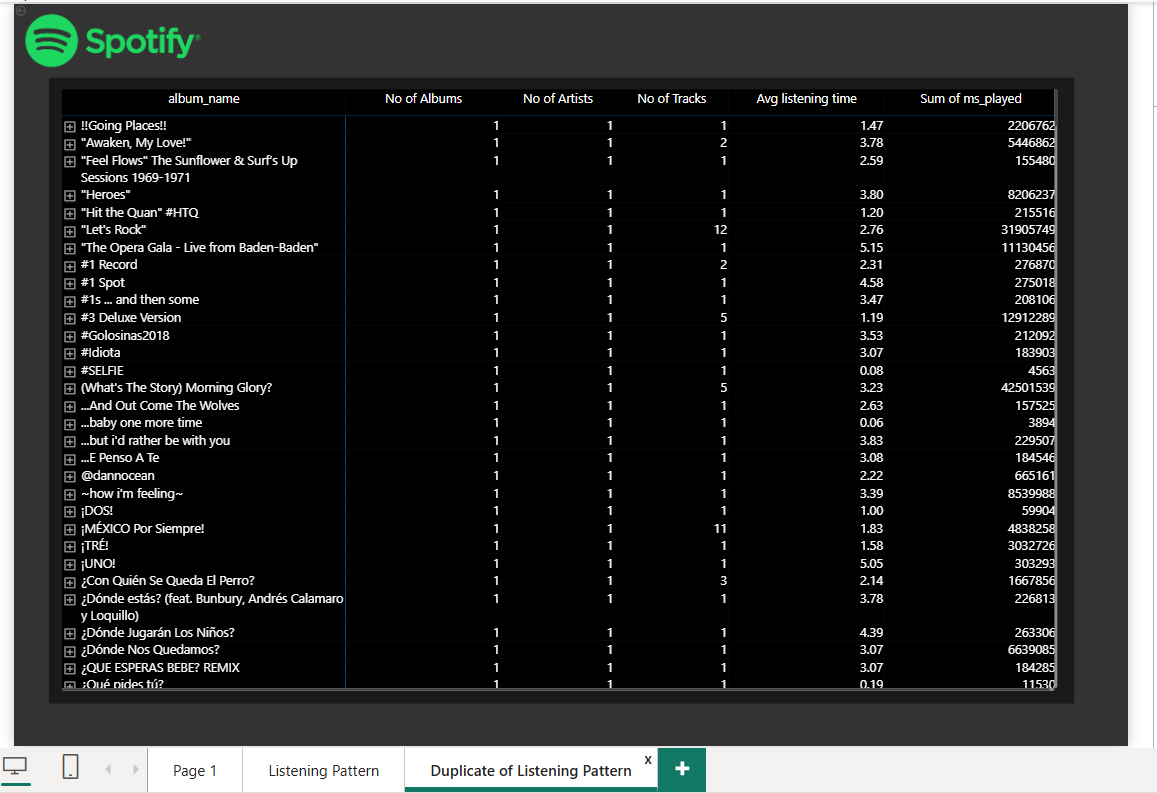 Spotify®
album_name No of Albums No of Artists No of Tracks Avg listening time Sum of ms_played
!!Going Places!! 1 1 1 1.47 2206762
"Awaken, My Love!" 1 1 2 3.78 5446862
"Feel Flows" The Sunflower & Surf's Up 1 1 1 2.59 155480
Sessions 1969-1971
"Heroes" 1 1 1 3.80 8206237
"Hit the Quan" #HTQ 1 1 1 1.20 215516
"Let's Rock" 1 1 12 2.76 31905749
"The Opera Gala - Live from Baden-Baden" 1 1 1 5.15 11130456
#1 Record 1 1 2 2.31 276870
#1 Spot 1 1 1 4.58 275018
#1s ... and then some 1 1 1 3.47 208106
#3 Deluxe Version 1 1 5 1.19 12912289
#Golosinas2018 1 1 1 3.53 212092
#Idiota 1 1 1 3.07 183903
#SELFIE 1 1 1 0.08 4563
(What's The Story) Morning Glory? 1 1 5 3.23 42501539
...And Out Come The Wolves 1 1 1 2.63 157525
...baby one more time 1 1 1 0.06 3894
...but i'd rather be with you 1 1 1 3.83 229507
...E Penso A Te 1 1 1 3.08 184546
@dannocean 1 1 1 2.22 665161
~how i'm feeling~ 1 1 1 3.39 8539988
¡DOS! 1 1 1 1.00 59904
¡MÉXICO Por Siempre! 1 1 11 1.83 4838258
¡TRÉ! 1 1 1 1.58 3032726
¡UNO! 1 1 1 5.05 303293
¿Con Quién Se Queda El Perro? 1 1 3 2.14 1667856
¿Dónde estás? (feat. Bunbury, Andrés Calamaro 1 1 1 3.78 226813
y Loquillo)
¿Dónde Jugarán Los Niños? 1 1 1 4.39 263306
¿Dónde Nos Quedamos? 1 1 1 3.07 6639085
¿QUE ESPERAS BEBE? REMIX 1 1 1 3.07 184285
¿Qué pides tú? 1 1 1 0.19 11530
Page 1 Listening Pattern Duplicate of Listening Pattern x +